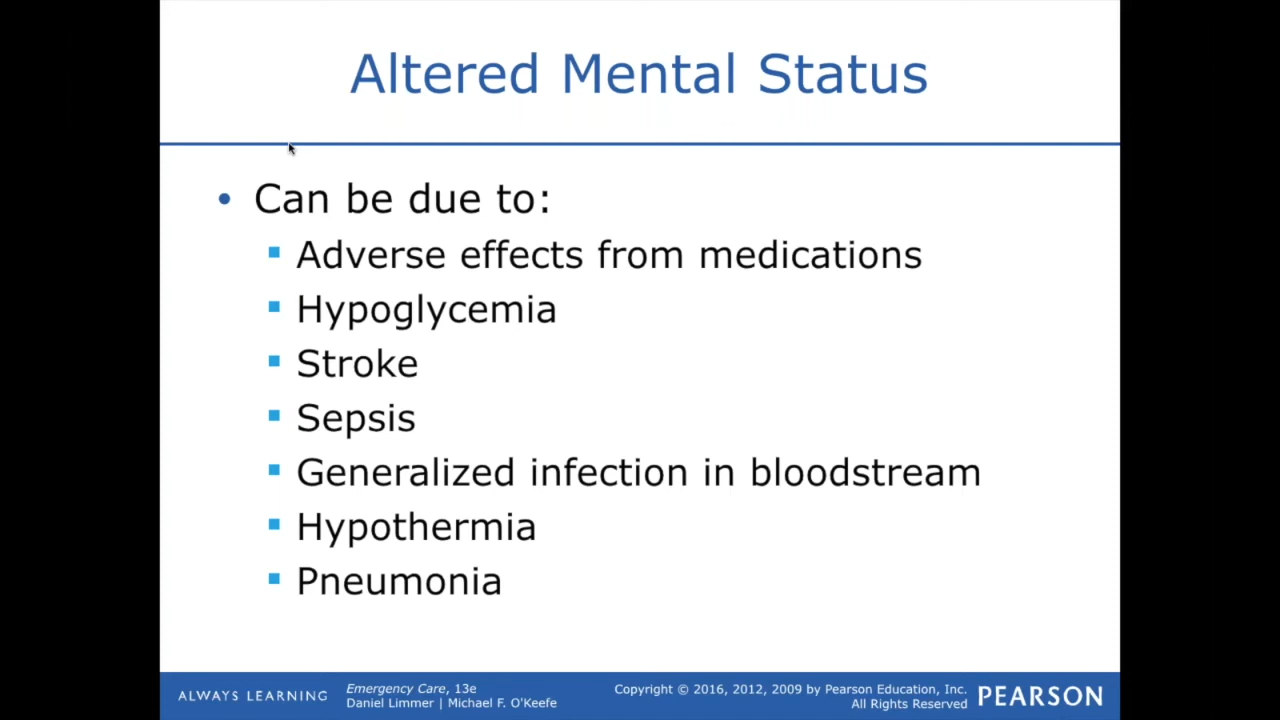 Altered Mental Status
• Can be due to:
▪ Adverse effects from medications
▪ Hypoglycemia
▪ Stroke
▪ Sepsis
▪ Generalized infection in bloodstream
▪ Hypothermia
▪ Pneumonia
ALWAYS LEARNING
Emergency Care, 13e
Daniel Limmer | Michael F. O'Keefe
Copyright © 2016, 2012, 2009 by Pearson Education, Inc.
All Rights Reserved
PEARSON